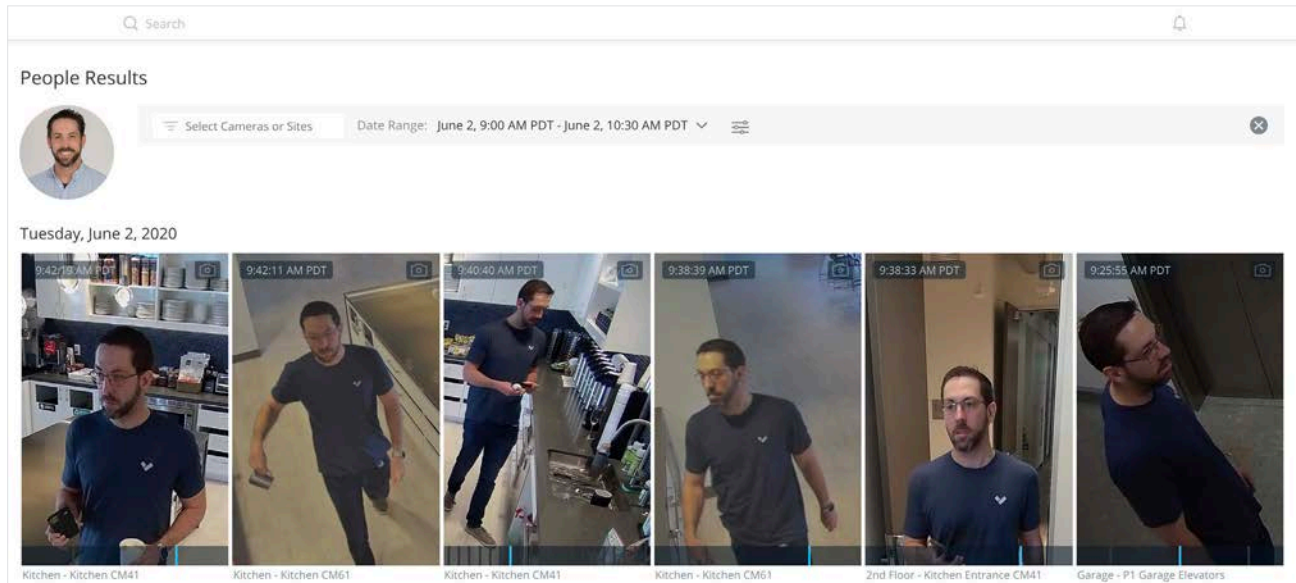 Search
People Results
Select Cameras or Sites
Date Range: June 2, 9:00 AM PDT - June 2, 10:30 AM PDT
Tuesday, June 2, 2020
9:42:19 AM PDT
9:42:11 AM PDT
9:40:40 AM PDT
9:38:39 AM PDT
9:38:33 AM PDT
9:25:55 AM PDT
Kitchen - Kitchen CM41
Kitchen - Kitchen CM61
Kitchen - Kitchen CM41
Kitchen - Kitchen CM61
2nd Floor - Kitchen Entrance CM41
Garage - P1 Garage Elevators